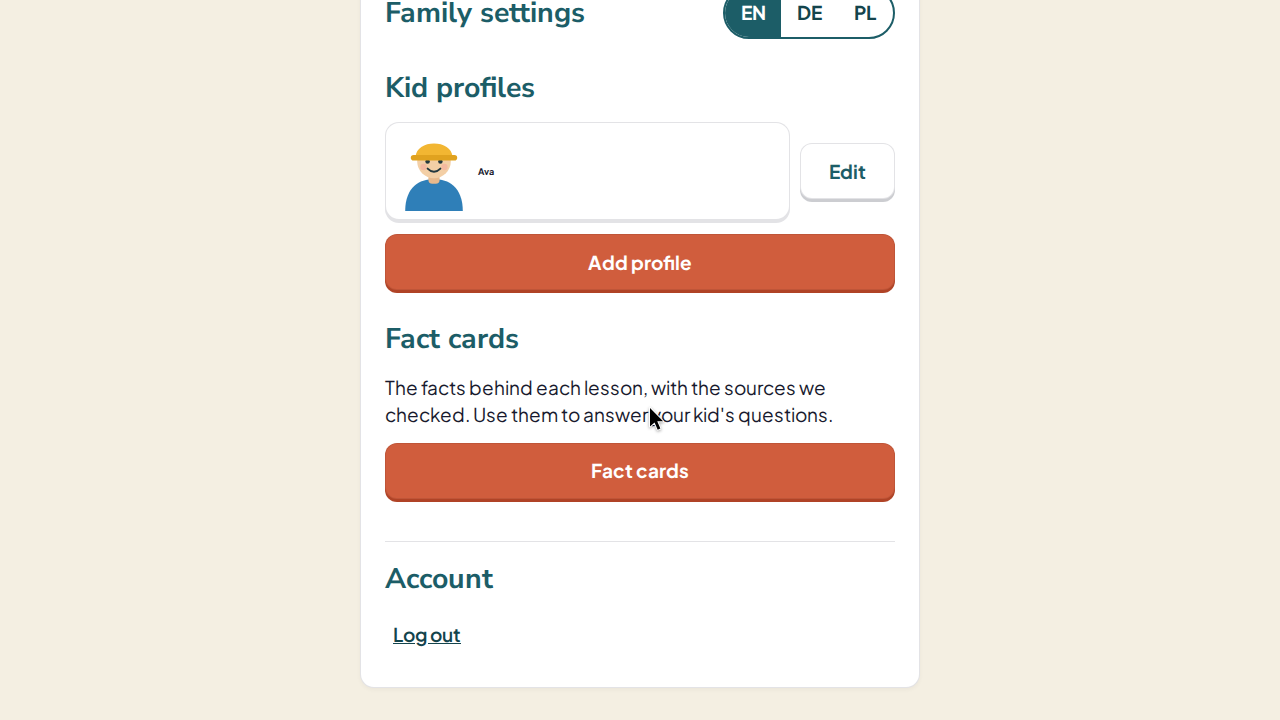 Family settings
EN DE PL
Kid profiles
Ava
Edit
Add profile
Fact cards
The facts behind each lesson, with the sources we
checked. Use them to answer your kid's questions.
Fact cards
Account
Log out